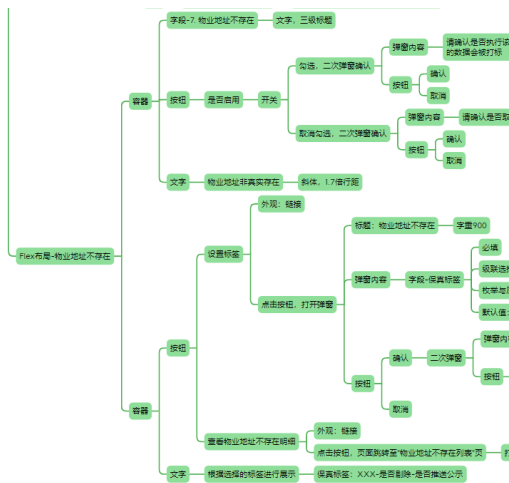 字段-7. 物业地址不存在
文字，三级标题
请确认是否执行该
的数据会被打标
弹窗内容
勾选，二次弹窗确认
确认
按钮
取消
容器
按钮
是否启用
开关
弹窗内容
请确认是否取
取消勾选，二次弹窗确认
确认
按钮
取消
文字
物业地址非真实存在
斜体，1.7倍行距
外观：链接
标题：物业地址不存在
字重900
必填
设置标签
Flex布局-物业地址不存在
级联选择
弹窗内容
字段-保真标签
枚举与
点击按钮，打开弹窗
默认值：
弹窗内容
按钮
确认
二次弹窗
按钮
按钮
取消
容器
外观：链接
查看物业地址不存在明细
点击按钮，页面跳转至“物业地址不存在列表”页
文字
根据选择的标签进行展示
保真标签：XXX-是否剔除-是否推送公示